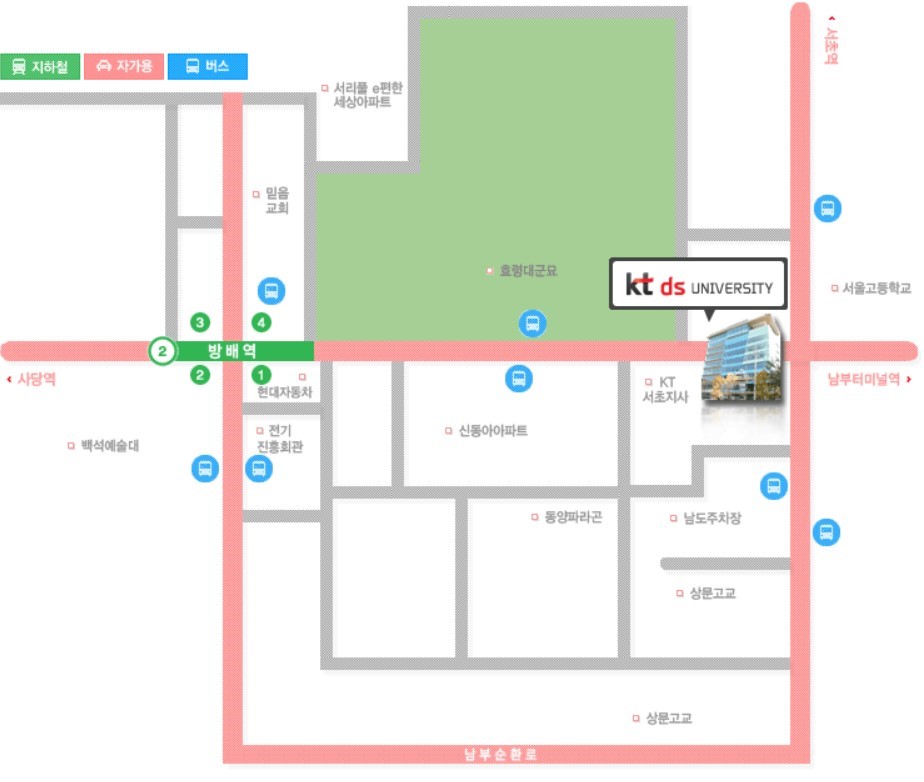 지하철
자가용
버스
서초역
서리풀 e편한
세상아파트
믿음
교회
효령대군묘
kt ds UNIVERSITY
서울고등학교
3
4
2
방배역
2
1
사당역
남부터미널역
현대자동차
KT
서초지사
백석예술대
전기
진흥회관
신동아아파트
동양파라곤
남도주차장
상문고교
상문고교
남부순환로